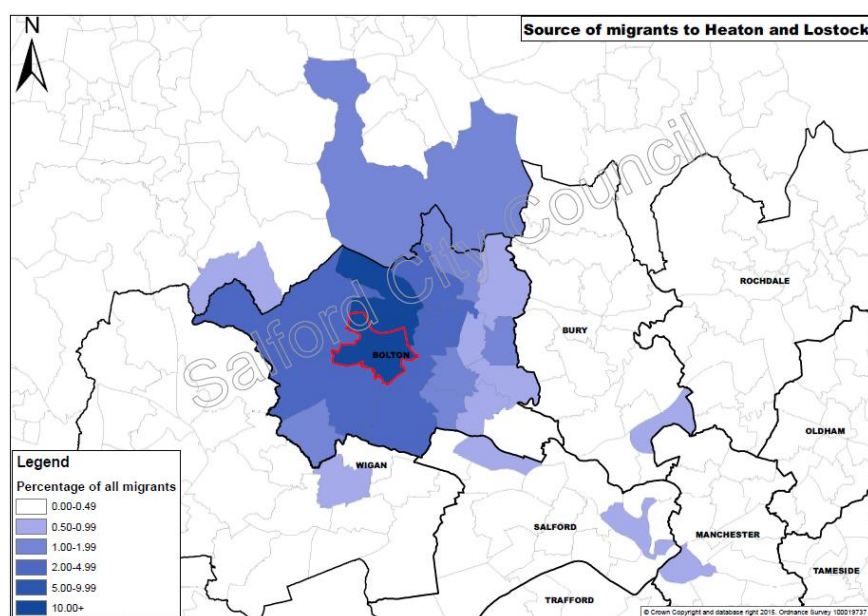 N
Source of migrants to Heaton and Lostock
Salford City Council
ROCHDALE
BURY
BOLTON
OLDHAM
WIGAN
SALFORD
MANCHESTER
TAMESIDE
TRAFFORD
Legend
Percentage of all migrants
0.00-0.49
0.50-0.99
1.00-1.99
2.00-4.99
5.00-9.99
10.00+
© Crown Copyright and database right 2015. Ordnance Survey 100019737